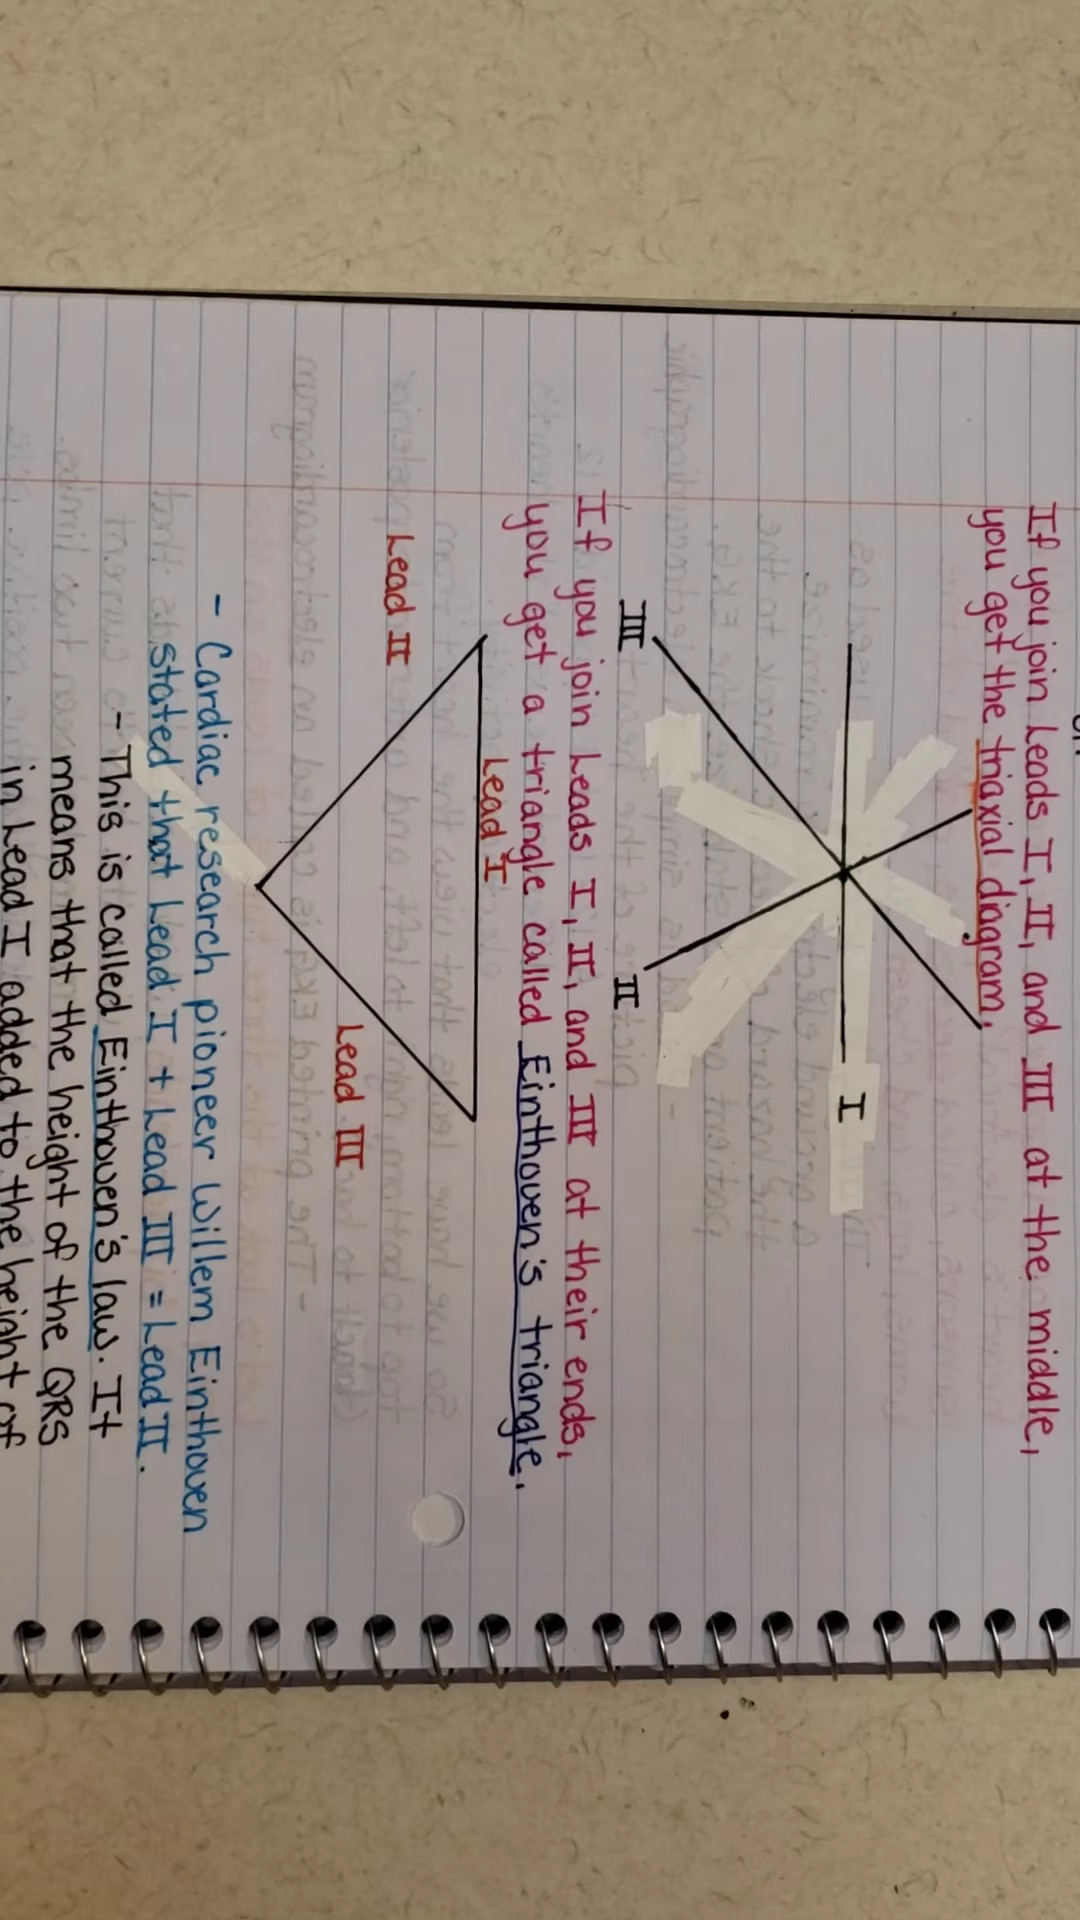 If you join Leads I, II, and III at the middle,
you get the triaxial diagram.
I
III
II
If you join Leads I, II, and III at their ends,
you get a triangle called Einthoven's triangle.
Lead I
Lead II
Lead III
- Cardiac research pioneer Willem Einthoven
stated that Lead I + Lead III = Lead II.
- This is called Einthoven's law. It
means that the height of the QRS
in Lead I added to the height of